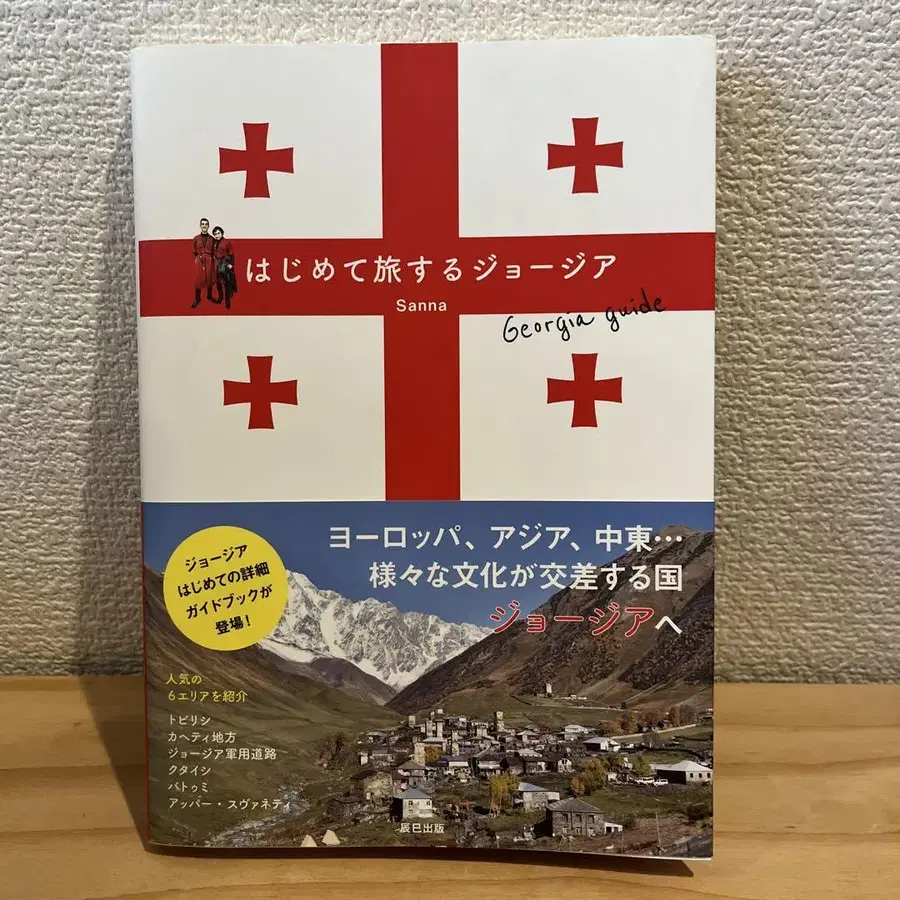 はじめて旅するジョージア
Sanna
Georgia guide
ヨーロッパ、アジア、中東…
様々な文化が交差する国
ジョージアへ
ジョージア
はじめての詳細
ガイドブックが
登場!
人気の
6エリアを紹介
トビリシ
カヘティ地方
ジョージア軍用道路
クタイシ
バトゥミ
アッパー・スヴァネティ
辰巳出版